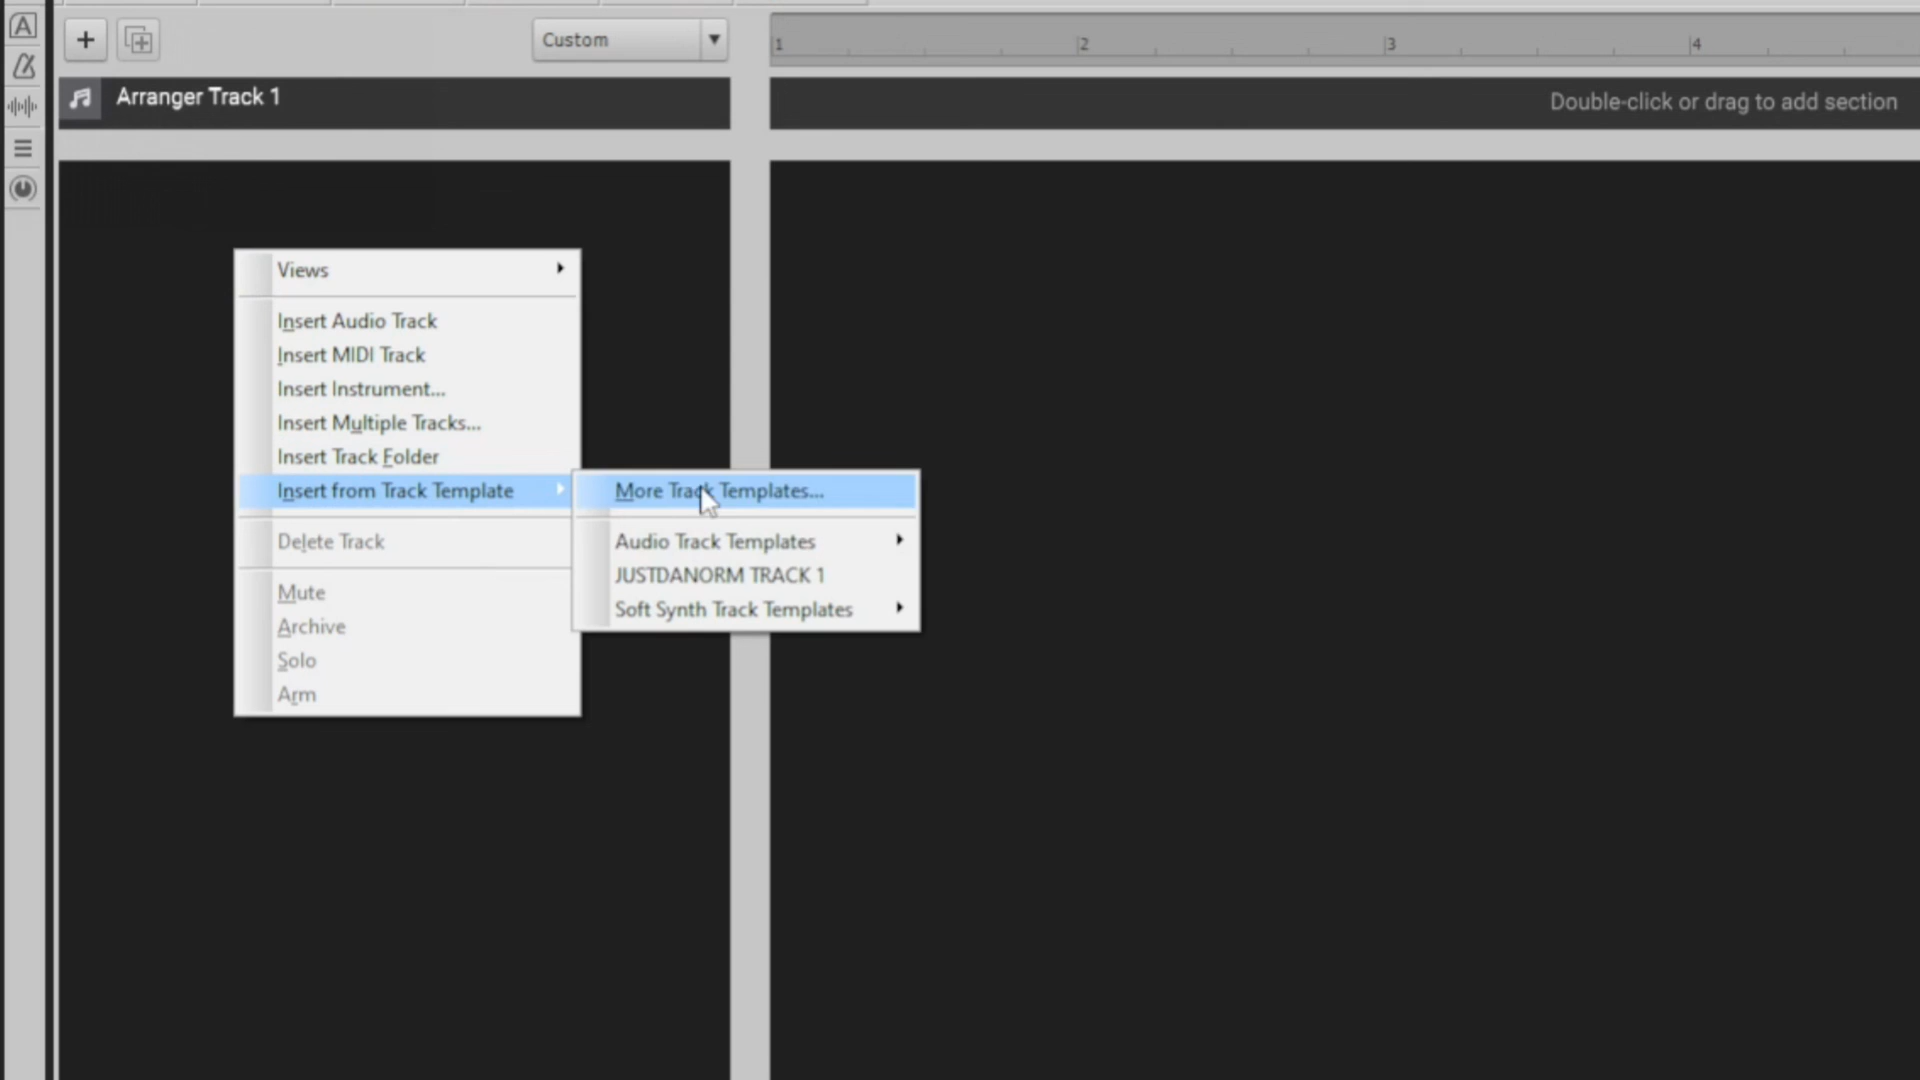 A
Custom
1
2
3
4
Arranger Track 1
Double-click or drag to add section
Views
Insert Audio Track
Insert MIDI Track
Insert Instrument...
Insert Multiple Tracks...
Insert Track Folder
Insert from Track Template
Delete Track
Mute
Archive
Solo
Arm
More Track Templates...
Audio Track Templates
JUSTDANORM TRACK 1
Soft Synth Track Templates